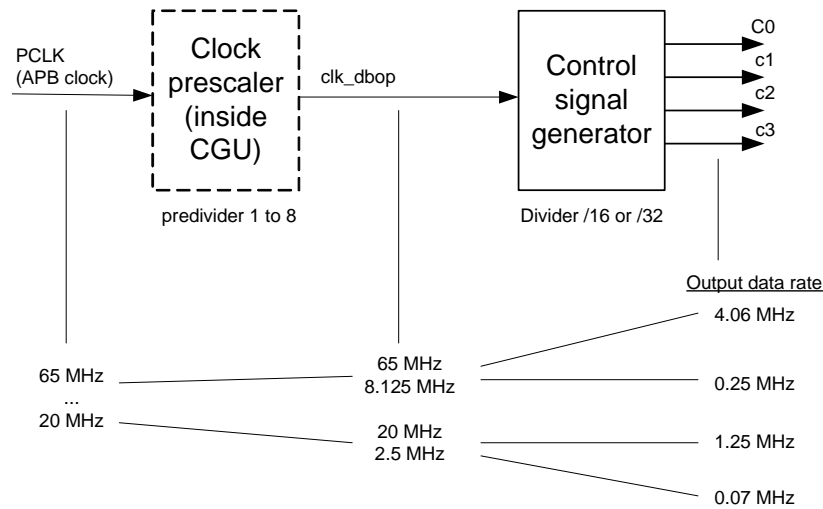 PCLK
(APB clock)
Clock
prescaler
(inside
CGU)
clk_dbop
Control
signal
generator
C0
c1
c2
c3
predivider 1 to 8
Divider /16 or /32
Output data rate
4.06 MHz
65 MHz
...
20 MHz
65 MHz
8.125 MHz
0.25 MHz
20 MHz
2.5 MHz
1.25 MHz
0.07 MHz